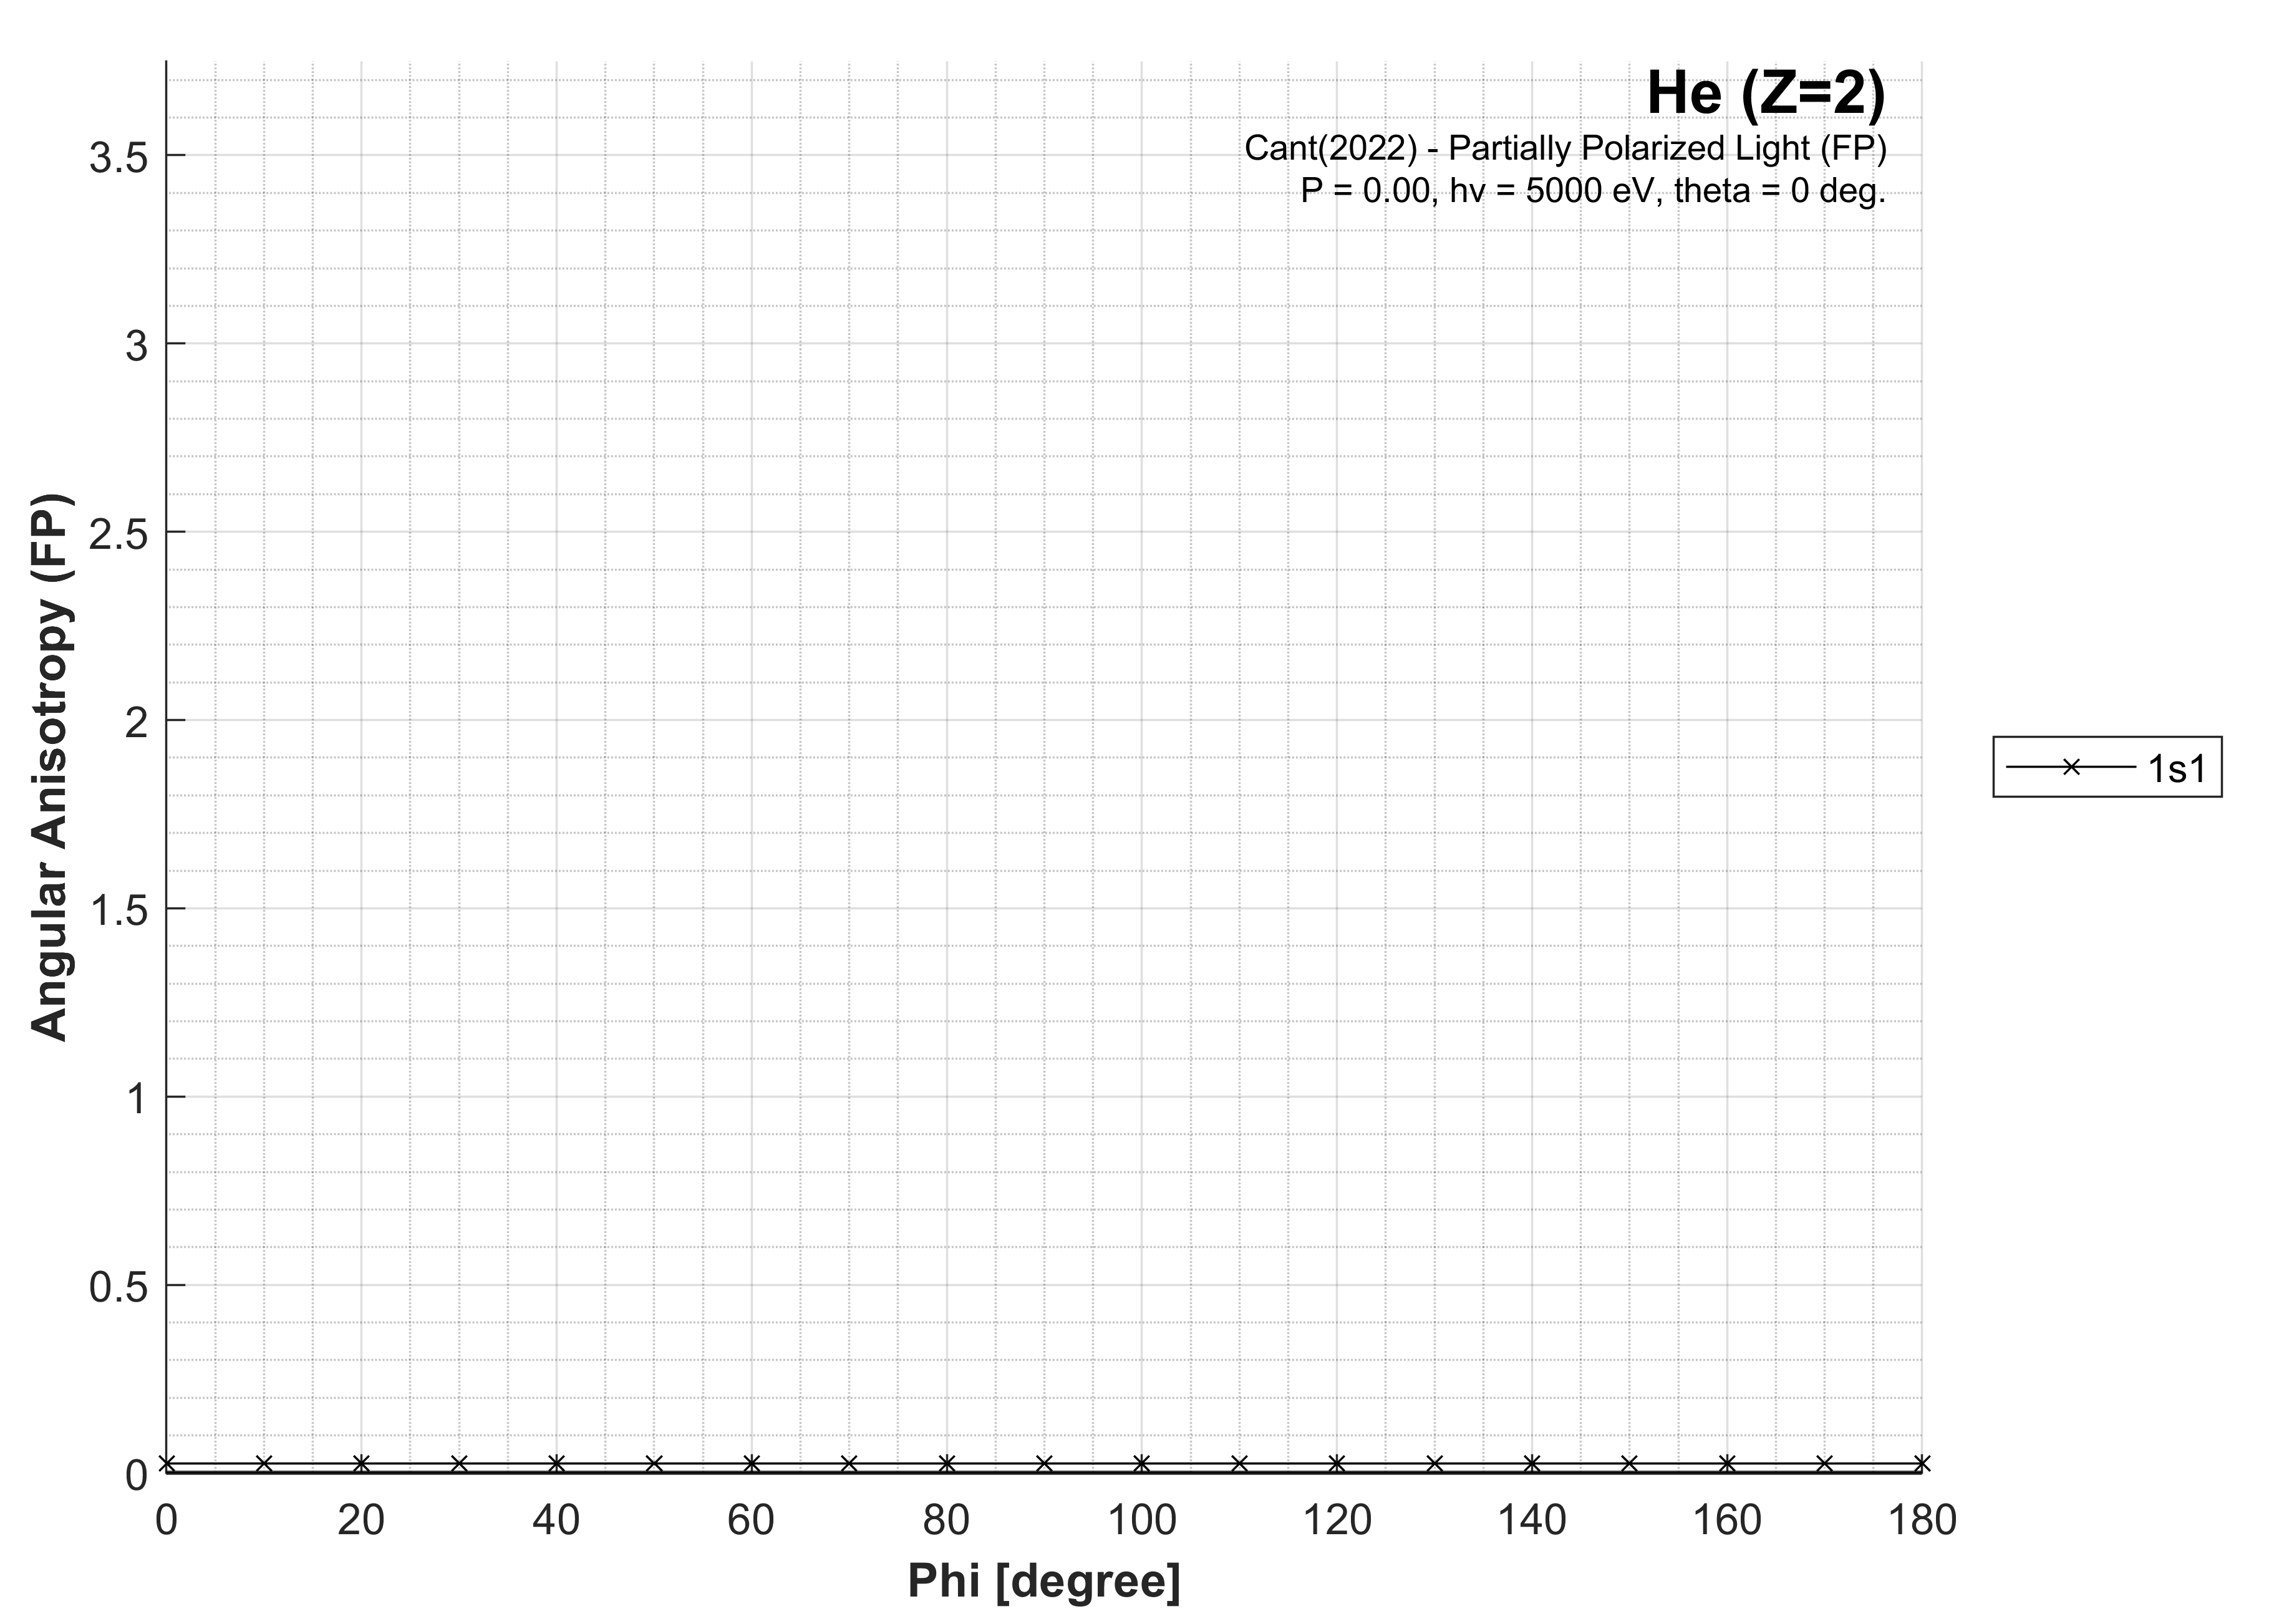 He (Z=2)
Cant(2022) - Partially Polarized Light (FP)
P = 0.00, hv = 5000 eV, theta = 0 deg.
3.5
3
2.5
2
1.5
1
0.5
0
Angular Anisotropy (FP)
1s1
0 20 40 60 80 100 120 140 160 180
Phi [degree]